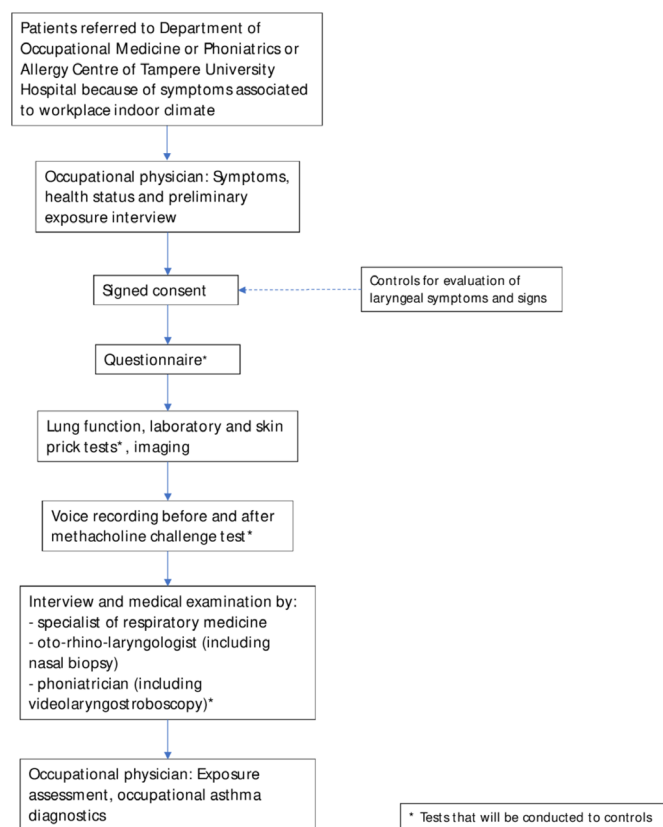 Patients referred to Department of
Occupational Medicine or Phoniatrics or
Allergy Centre of Tampere University
Hospital because of symptoms associated
to workplace indoor climate
Occupational physician: Symptoms,
health status and preliminary
exposure interview
Signed consent
Controls for evaluation of
laryngeal symptoms and signs
Questionnaire*
Lung function, laboratory and skin
prick tests*, imaging
Voice recording before and after
methacholine challenge test*
Interview and medical examination by:
- specialist of respiratory medicine
- oto-rhino-laryngologist (including
nasal biopsy)
- phoniatrician (including
videolaryngostroboscopy)*
Occupational physician: Exposure
assessment, occupational asthma
diagnostics
* Tests that will be conducted to controls